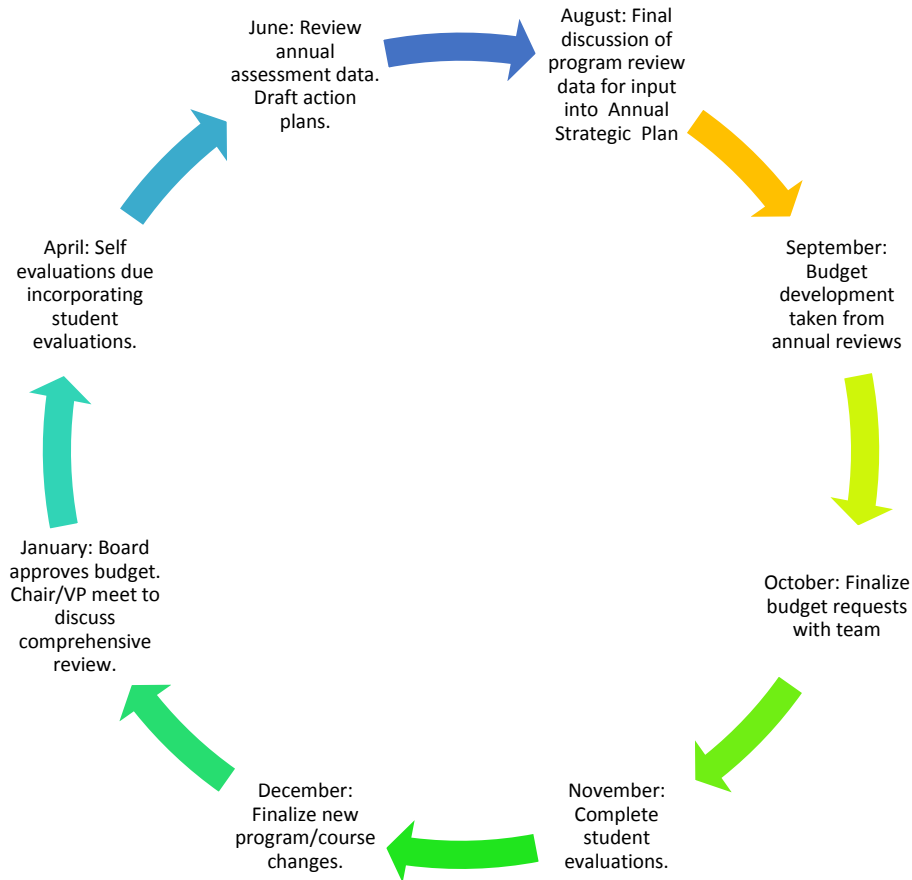 June: Review
annual
assessment data.
Draft action
plans.
August: Final
discussion of
program review
data for input
into Annual
Strategic Plan
September:
Budget
development
taken from
annual reviews
October: Finalize
budget requests
with team
November:
Complete
student
evaluations.
December:
Finalize new
program/course
changes.
January: Board
approves budget.
Chair/VP meet to
discuss
comprehensive
review.
April: Self
evaluations due
incorporating
student
evaluations.